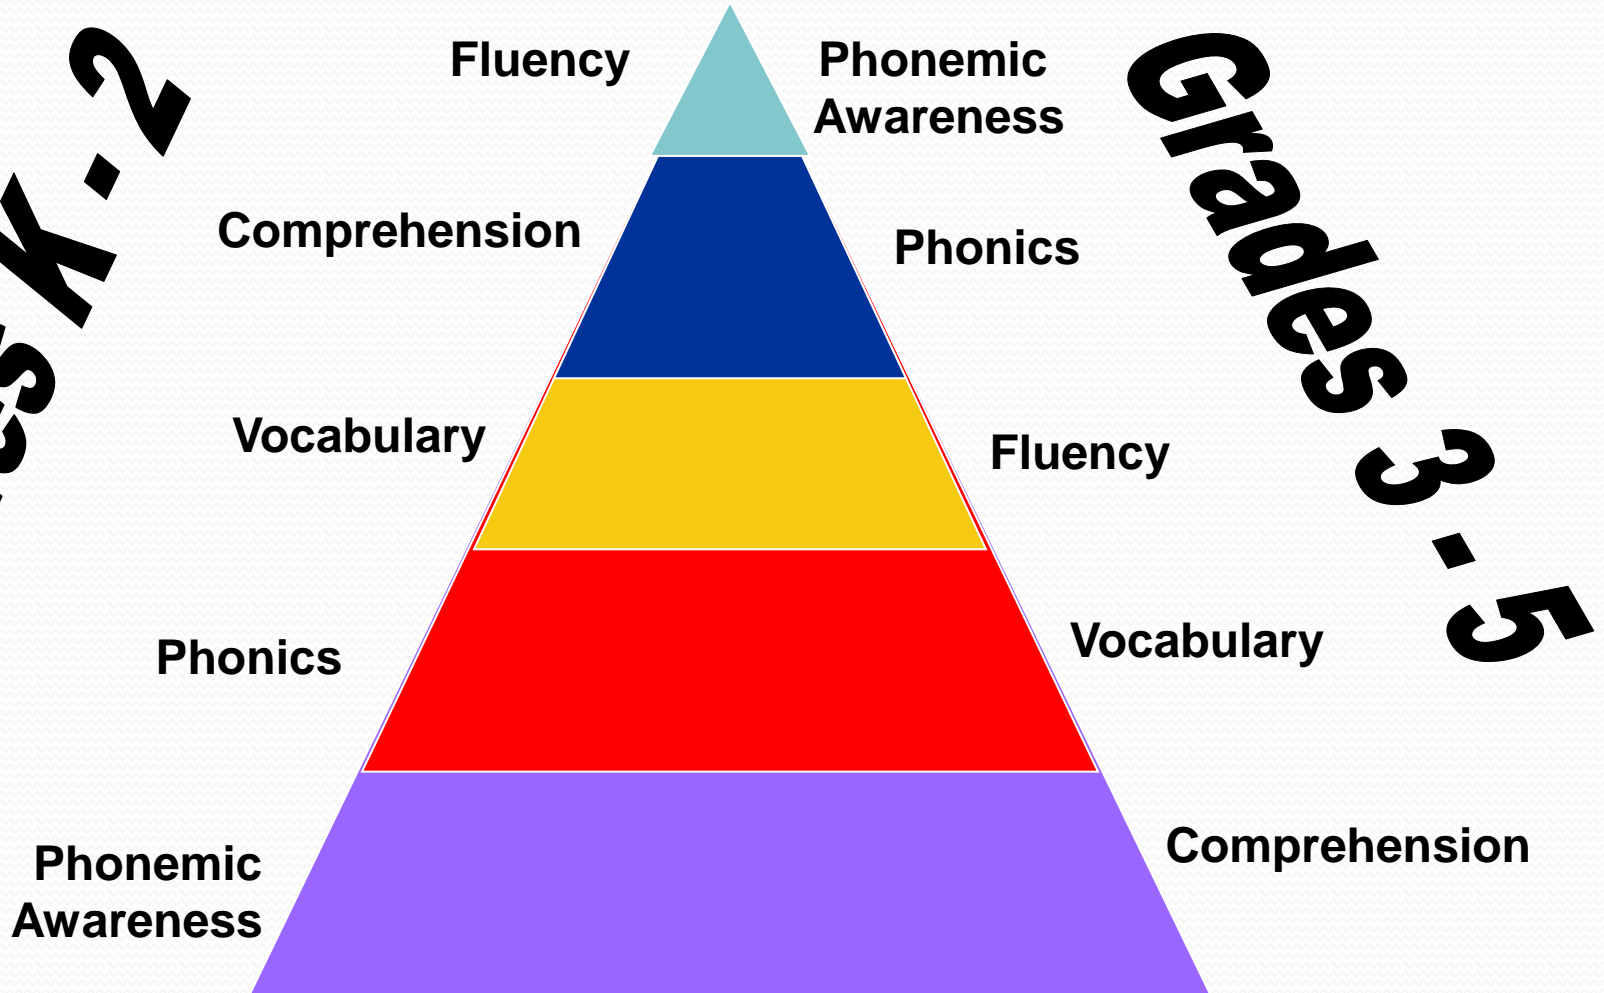 K - 2
Fluency
Comprehension
Vocabulary
Phonics
Phonemic
Awareness
Phonemic
Awareness
Phonics
Fluency
Vocabulary
Comprehension
Grades 3 - 5